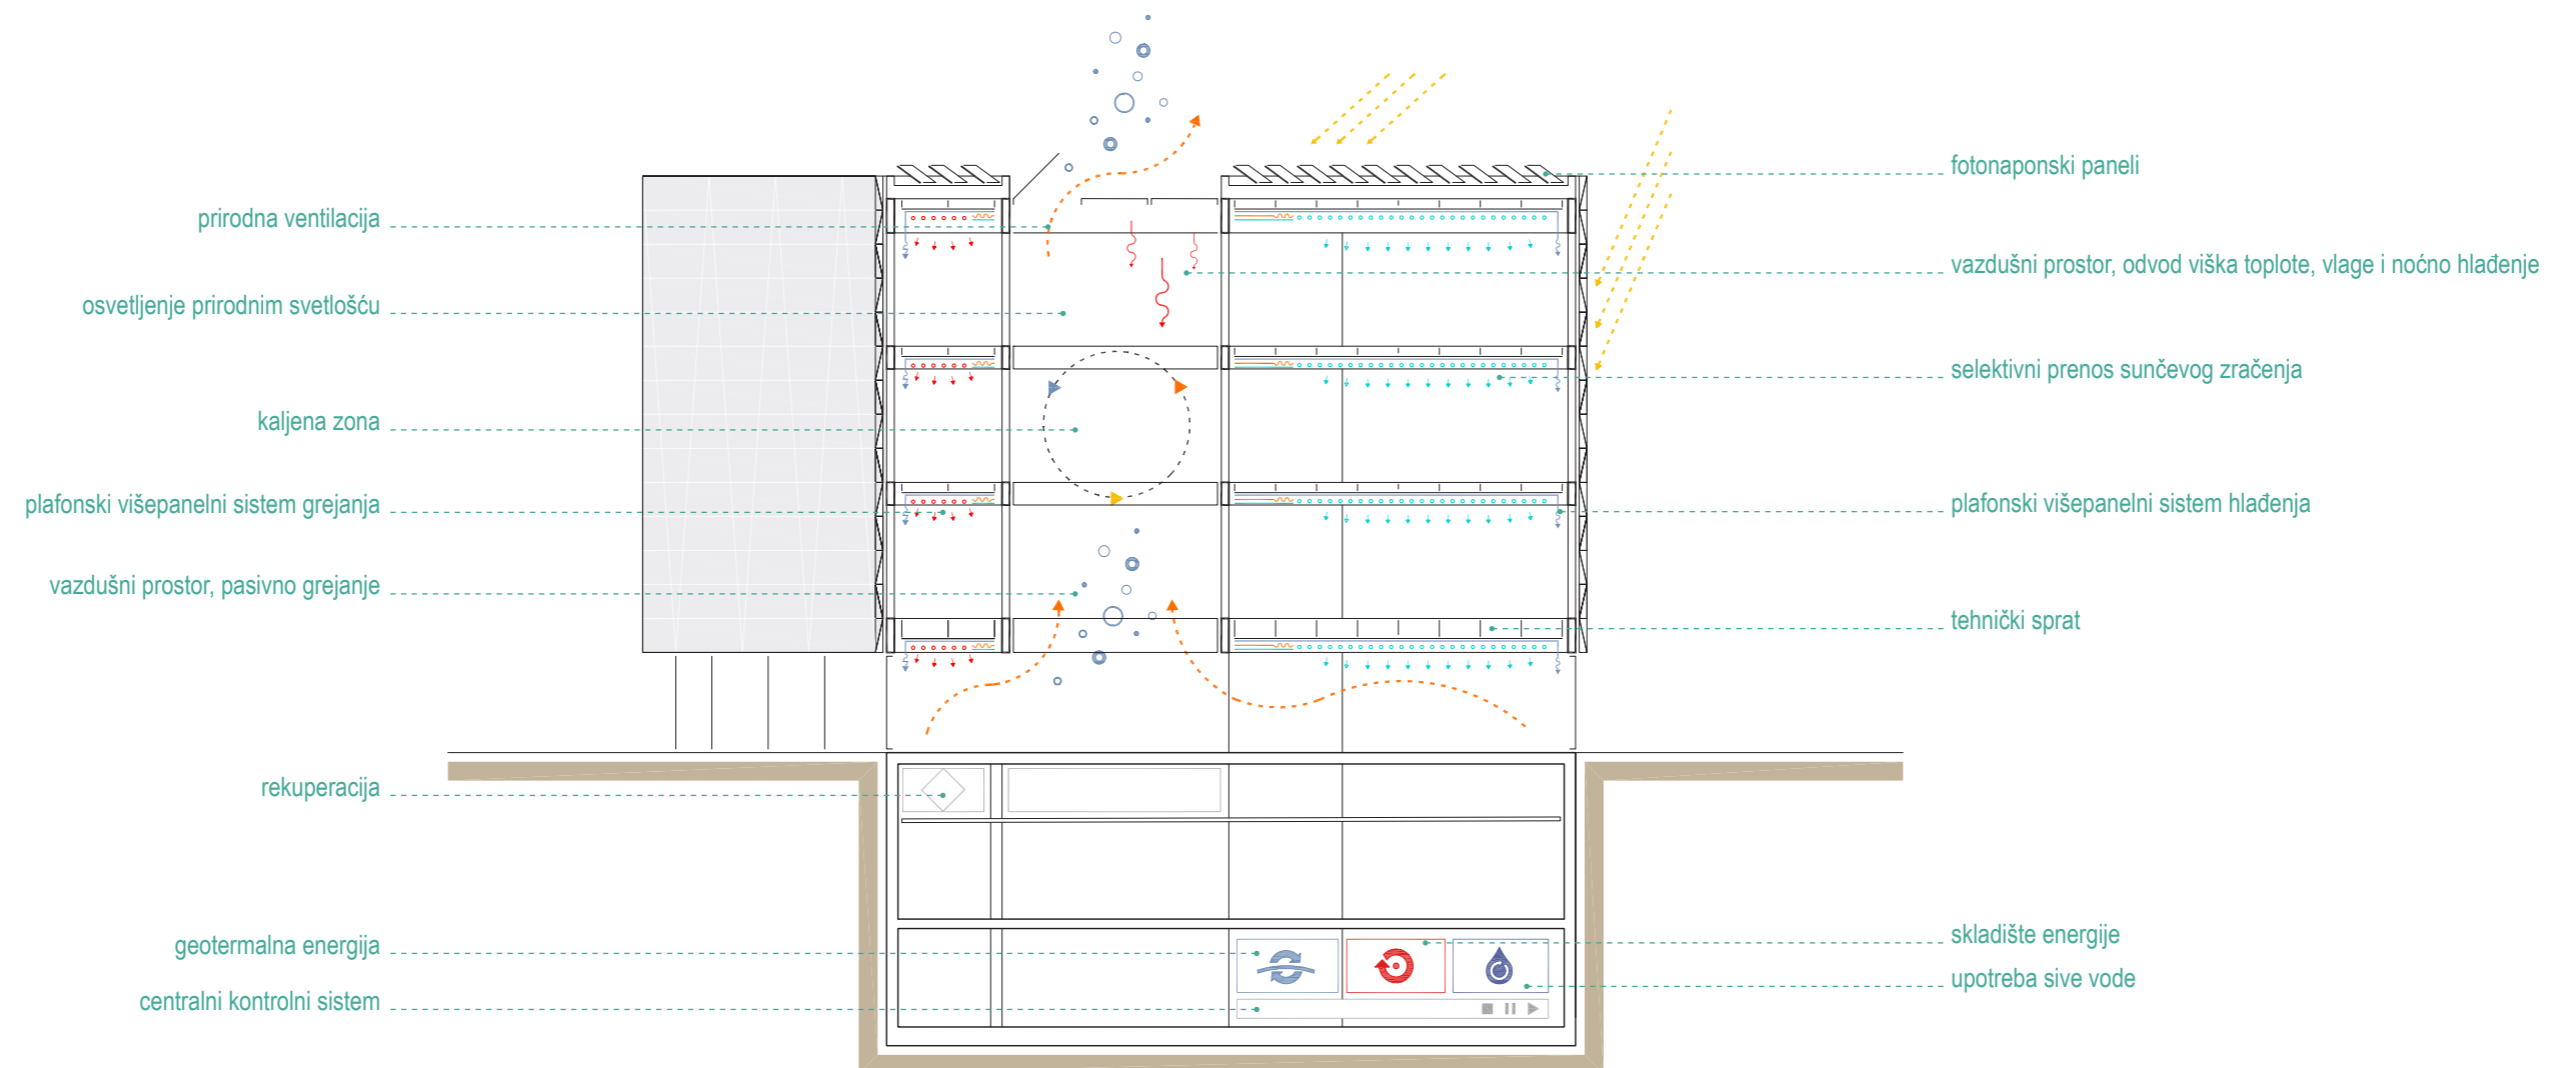 prirodna ventilacija
osvetljenje prirodnim svetlošću
kaljena zona
plafonski višepanelni sistem grejanja
vazdušni prostor, pasivno grejanje
rekuperacija
geotermalna energija
centralni kontrolni sistem
fotonaponski paneli
vazdušni prostor, odvod viška toplote, vlage i noćno hlađenje
selektivni prenos sunčevog zračenja
plafonski višepanelni sistem hlađenja
tehnički sprat
skladište energije
upotreba sive vode